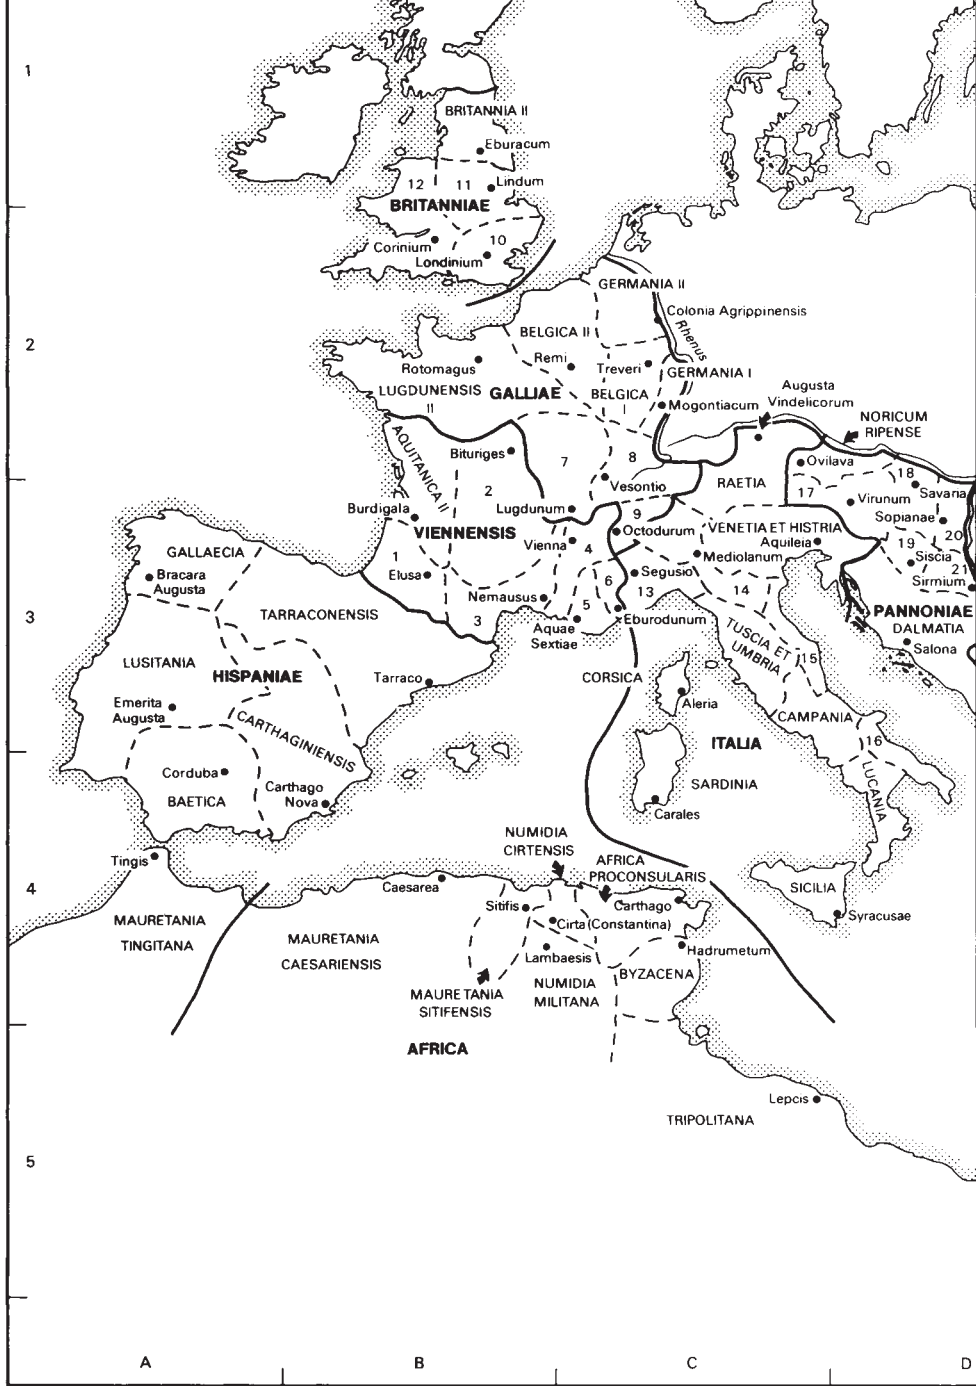 1
BRITANNIA II
Eburacum
12
11
Lindum
BRITANNIAE
Corinium
10
Londinium
GERMANIA II
Colonia Agrippinensis
Rhenus
2
BELGICA II
Remi
Treveri
GERMANIA I
Rotomagus
LUGDUNENSIS
II
GALLIAE
BELGICA
I
Mogontiacum
Augusta
Vindelicorum
NORICUM
RIPENSE
AQUITANICA II
Bituriges
7
8
Vesontio
RAETIA
Ovilava
17
18
Savaria
2
Burdigala
Lugdunum
9
Octodurum
VENETIA ET HISTRIA
Virunum
Sopianae
VIENNENSIS
Vienna
4
Aquileia
19
20
GALLAECIA
1
Mediolanum
Siscia
21
Bracara
Augusta
Elusa
Segusio
6
13
14
Sirmium
3
TARRACONENSIS
Nemausus
5
Eburodunum
PANNONIAE
3
Aquae
Sextiae
TUSCIA ET
UMBRIA
DALMATIA
Salona
LUSITANIA
HISPANIAE
Tarraco
CORSICA
15
Emerita
Augusta
Aleria
CARTHAGINIENSIS
CAMPANIA
16
ITALIA
Corduba
BAETICA
Carthago
Nova
SARDINIA
LUCANIA
Carales
Tingis
NUMIDIA
CIRTENSIS
AFRICA
PROCONSULARIS
4
Caesarea
SICILIA
Sitifis
Carthago
Syracusae
MAURETANIA
TINGITANA
Cirta (Constantina)
MAURETANIA
CAESARIENSIS
Lambaesis
Hadrumetum
BYZACENA
MAURETANIA
SITIFENSIS
NUMIDIA
MILITANA
AFRICA
Lepcis
TRIPOLITANA
5
A
B
C
D